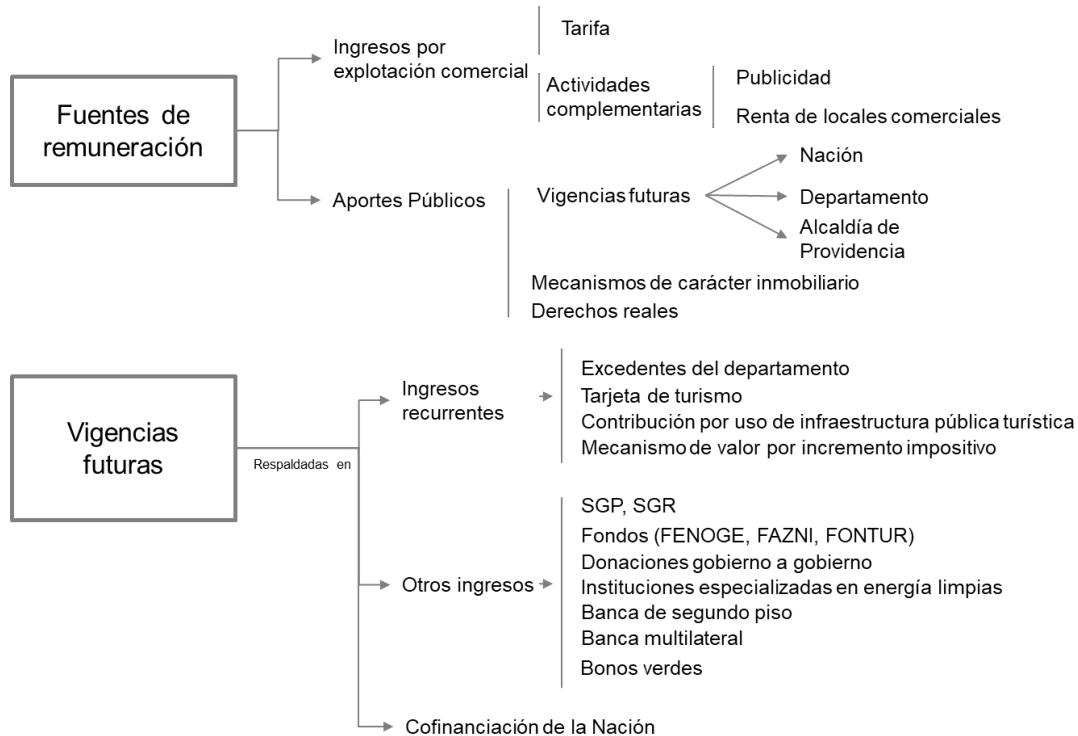 Fuentes de
remuneración
Ingresos por
explotación comercial
Tarifa
Actividades
complementarias
Publicidad
Renta de locales comerciales
Aportes Públicos
Vigencias futuras
Nación
Departamento
Alcaldía de
Providencia
Mecanismos de carácter inmobiliario
Derechos reales
Vigencias
futuras
Respaldadas en
Ingresos
recurrentes
Excedentes del departamento
Tarjeta de turismo
Contribución por uso de infraestructura pública turística
Mecanismo de valor por incremento impositivo
Otros ingresos
SGP, SGR
Fondos (FENOGE, FAZNI, FONTUR)
Donaciones gobierno a gobierno
Instituciones especializadas en energía limpias
Banca de segundo piso
Banca multilateral
Bonos verdes
Cofinanciación de la Nación